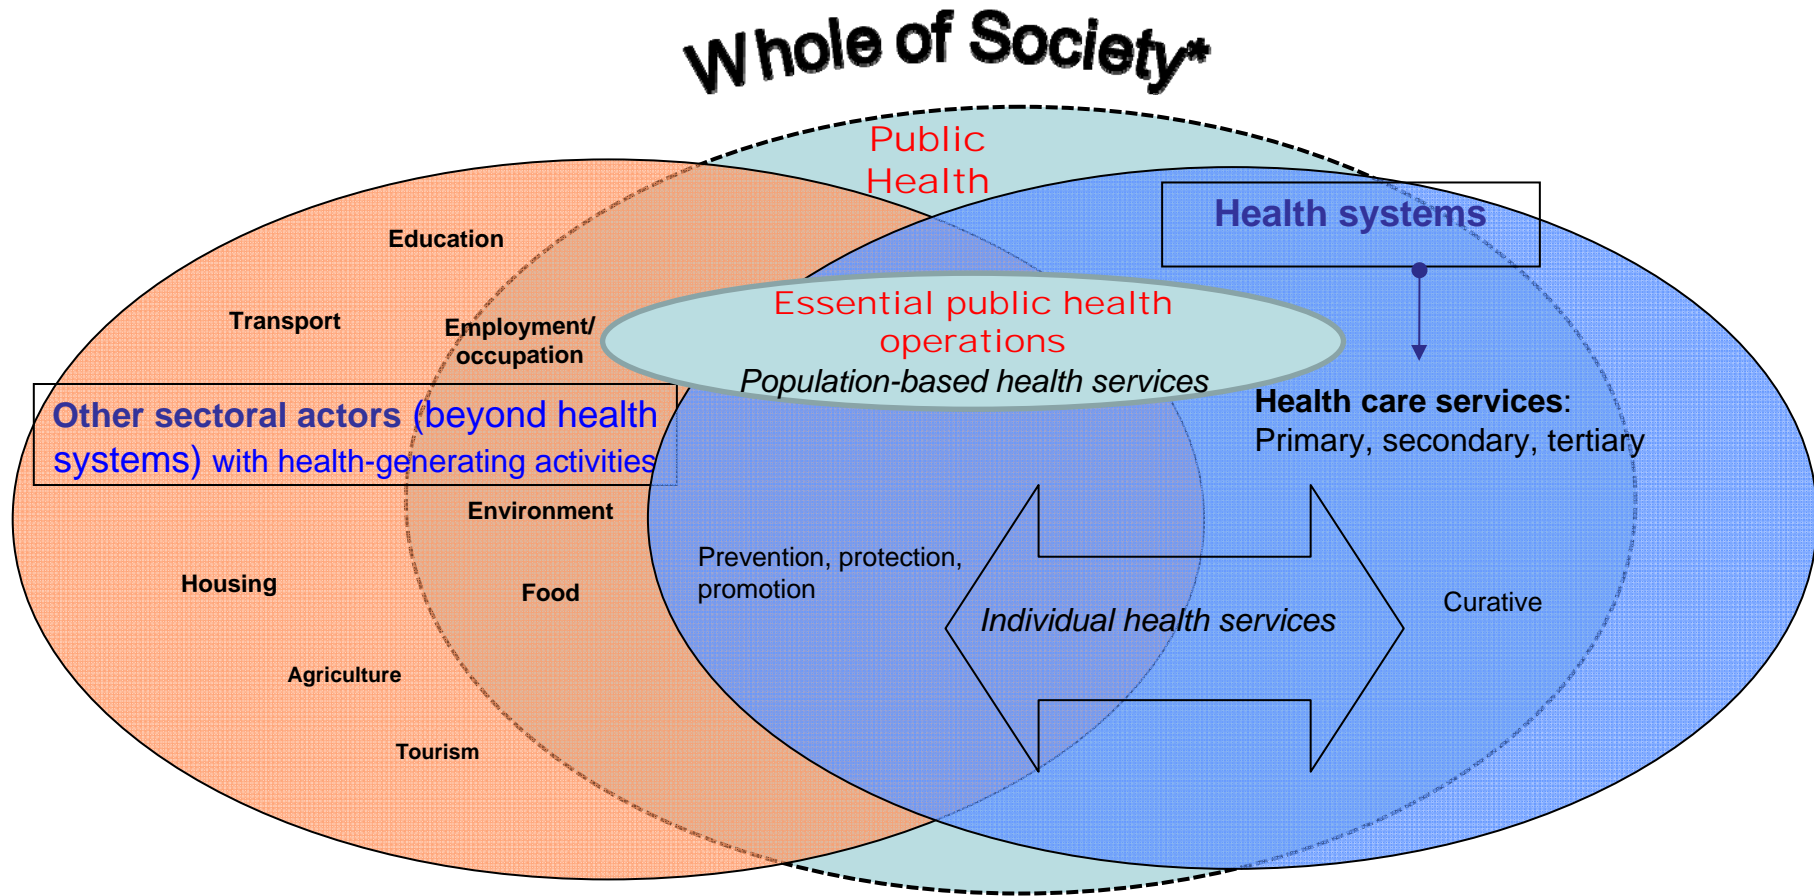 Whole of Society*
Public
Health
Health systems
Education
Essential public health
operations
Population-based health services
Transport
Employment/
occupation
Other sectoral actors (beyond health
systems) with health-generating activities
Health care services:
Primary, secondary, tertiary
Environment
Prevention, protection,
promotion
Housing
Food
Individual health services
Curative
Agriculture
Tourism